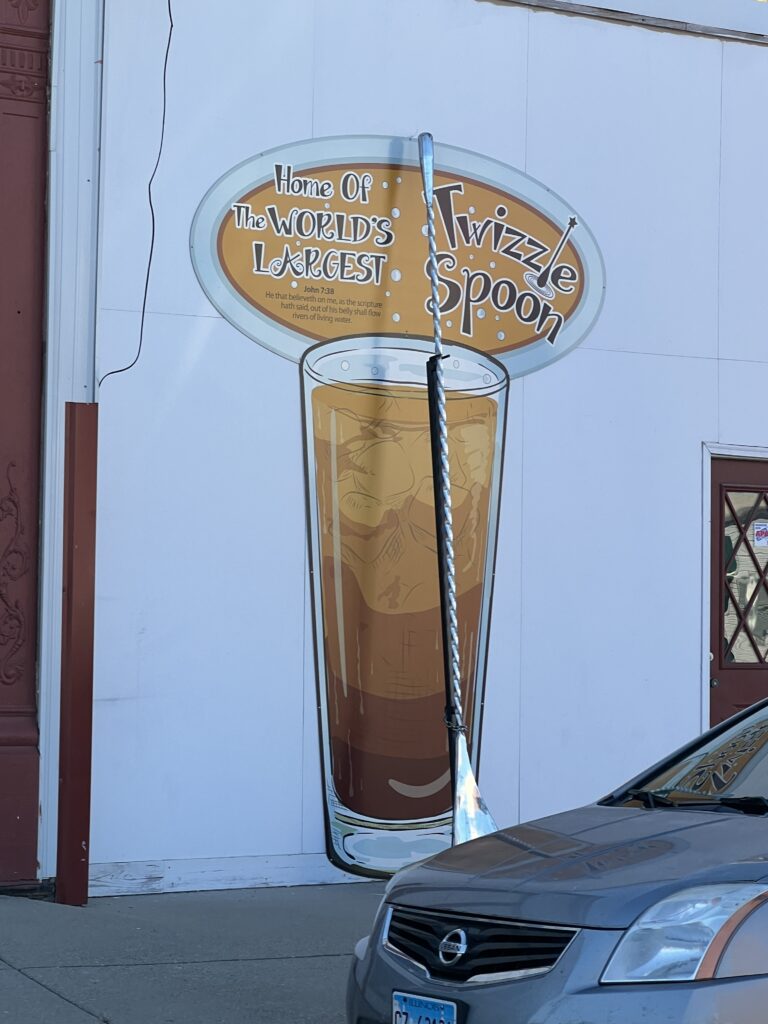 Home Of
The WORLD'S
LARGEST
John 7:38
He that believeth on me, as the scripture
hath said, out of his belly shall flow
rivers of living water.
Twizzle
Spoon
NISSAN